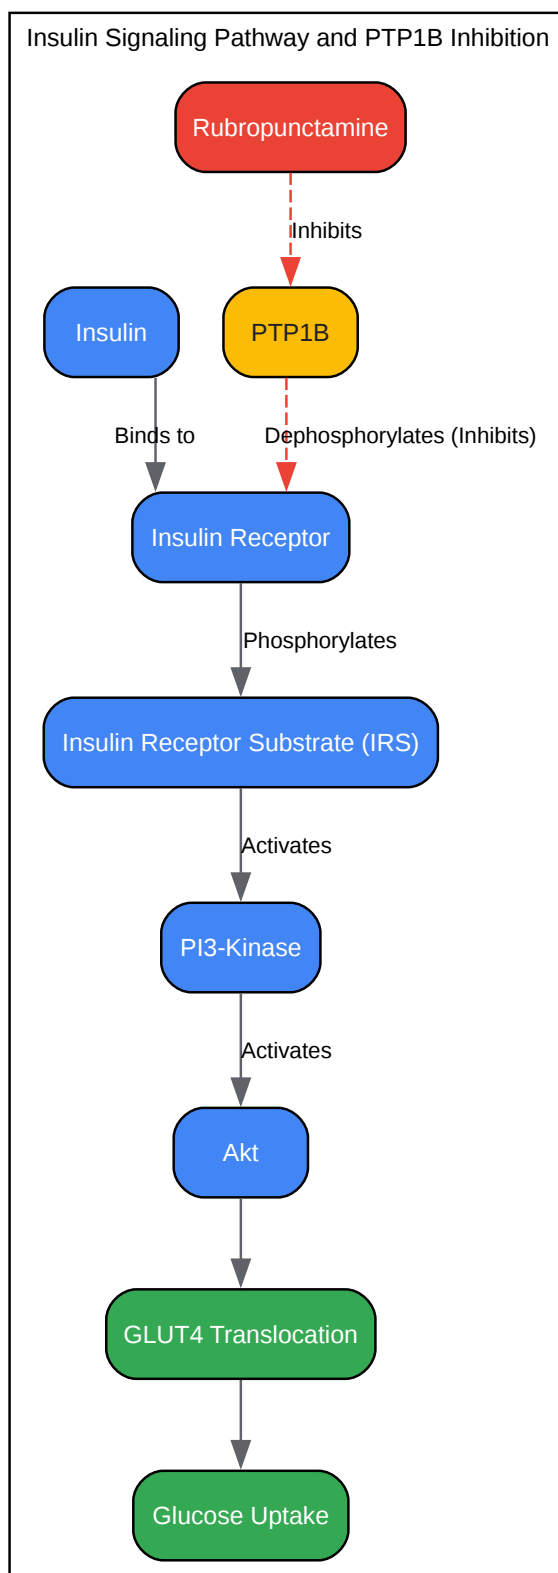 Insulin Signaling Pathway and PTP1B Inhibition
Rubropunctamine
Inhibits
Insulin
PTP1B
Binds to
Dephosphorylates (Inhibits)
Insulin Receptor
Phosphorylates
Insulin Receptor Substrate (IRS)
Activates
PI3-Kinase
Activates
Akt
GLUT4 Translocation
Glucose Uptake